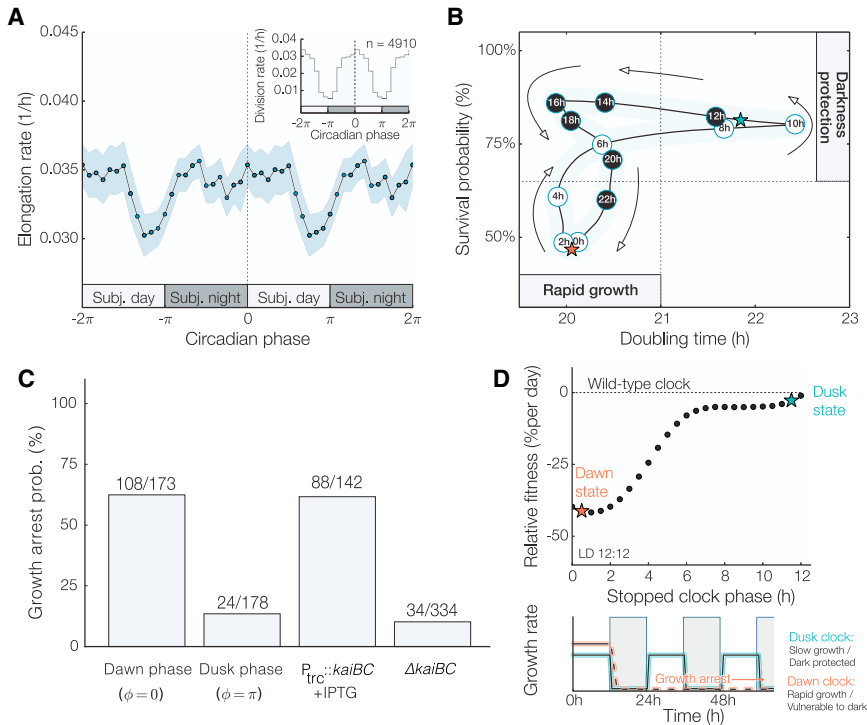 A
Elongation rate (1/h)
0.045
0.040
0.035
0.030
Division rate (1/h)
0.04
0.03
0.02
0.01
n = 4910
-2π -π 0 π 2π
Circadian phase
Subj. day Subj. night Subj. day Subj. night
-2π -π 0 π 2π
Circadian phase
B
Survival probability (%)
100%
75%
50%
Darkness protection
16h 14h
18h
12h
8h
10h
6h
20h
4h
22h
2h 0h
Rapid growth
20 21 22 23
Doubling time (h)
C
Growth arrest prob. (%)
100
75
50
25
0
108/173
24/178
88/142
34/334
Dawn phase
(ϕ = 0)
Dusk phase
(ϕ = π)
Ptrc::kaiBC
+IPTG
ΔkaiBC
D
Relative fitness (%per day)
0
-25
-50
Wild-type clock
Dusk
state
Dawn
state
LD 12:12
0 2 4 6 8 10 12
Stopped clock phase (h)
Growth rate
Growth arrest
0h 24h 48h
Time (h)
Dusk clock:
Slow growth /
Dark protected
Dawn clock:
Rapid growth /
Vulnerable to dark